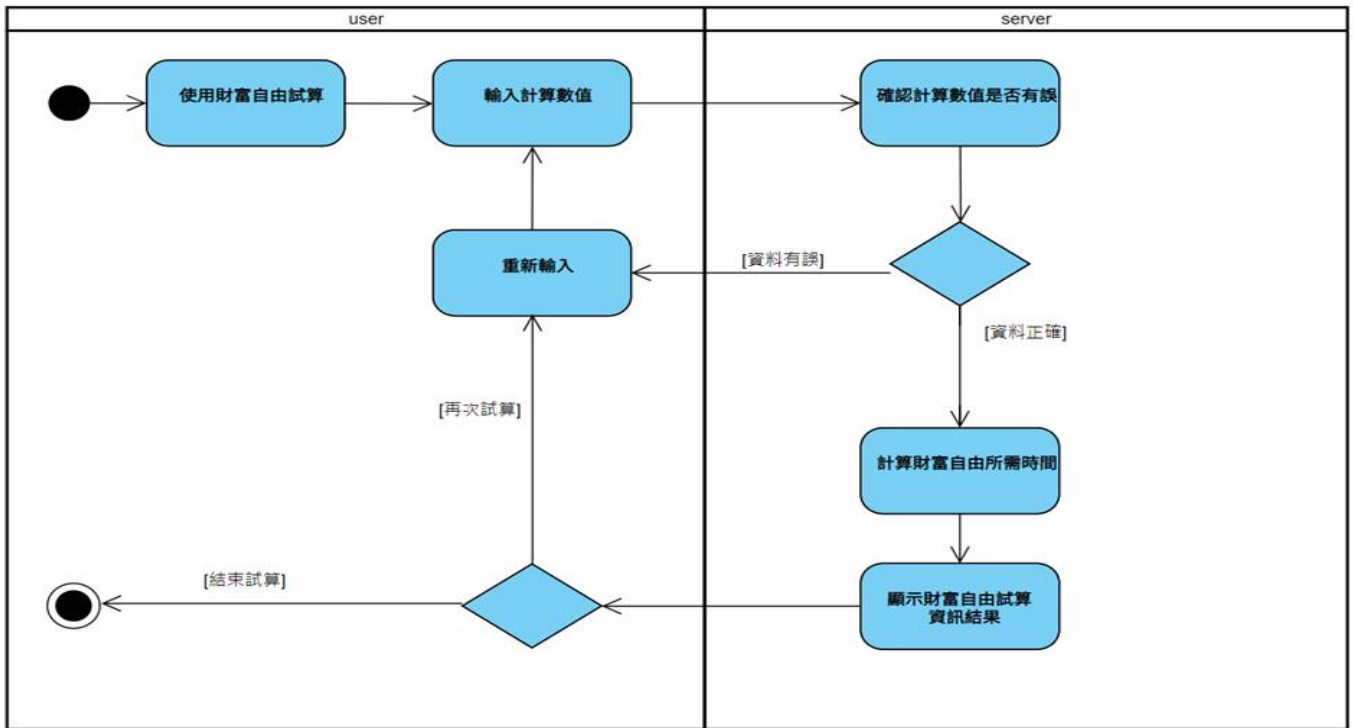 user
server
使用財富自由試算
輸入計算數值
確認計算數值是否有誤
重新輸入
[資料有誤]
[資料正確]
[再次試算]
計算財富自由所需時間
[結束試算]
顯示財富自由試算
資訊結果